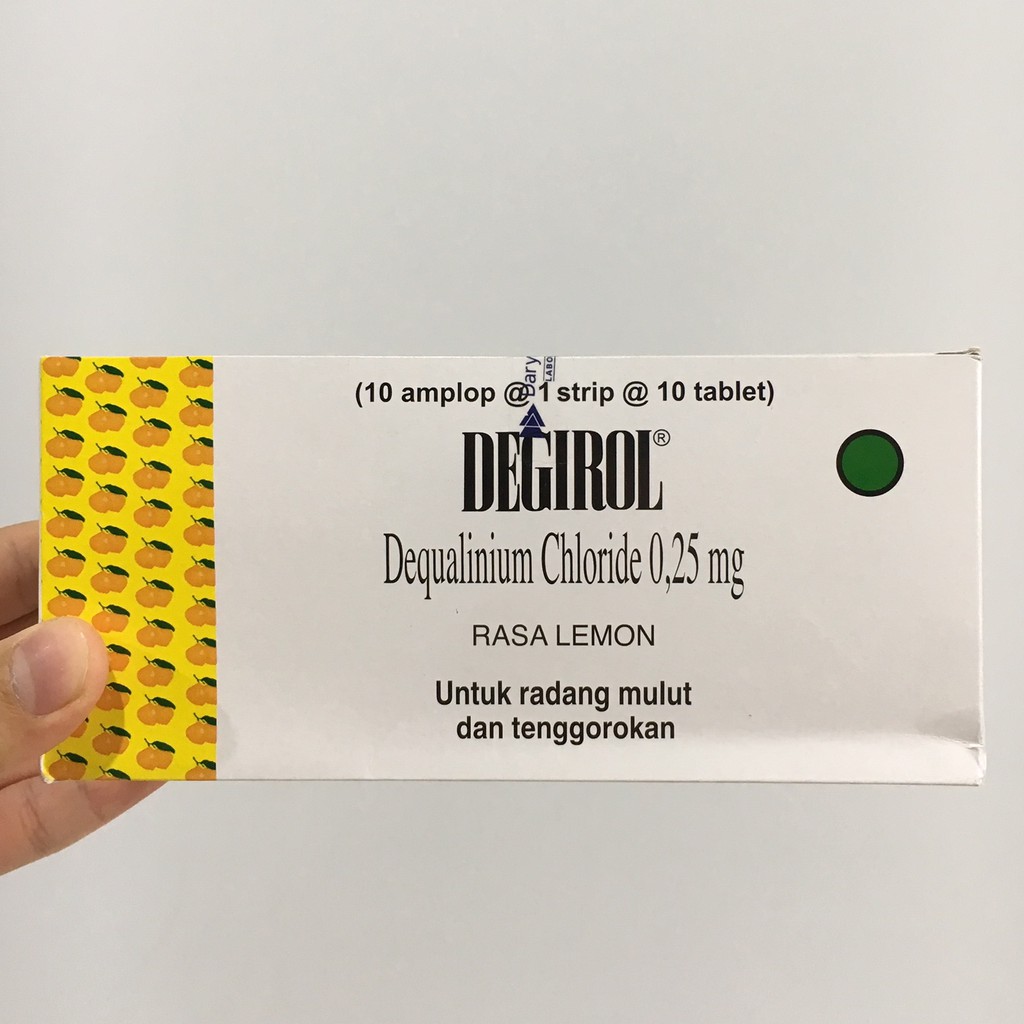 (10 amplop @ 1 strip @ 10 tablet)
DEGIROL®
Dequalinium Chloride 0,25 mg
RASA LEMON
Untuk radang mulut
dan tenggorokan